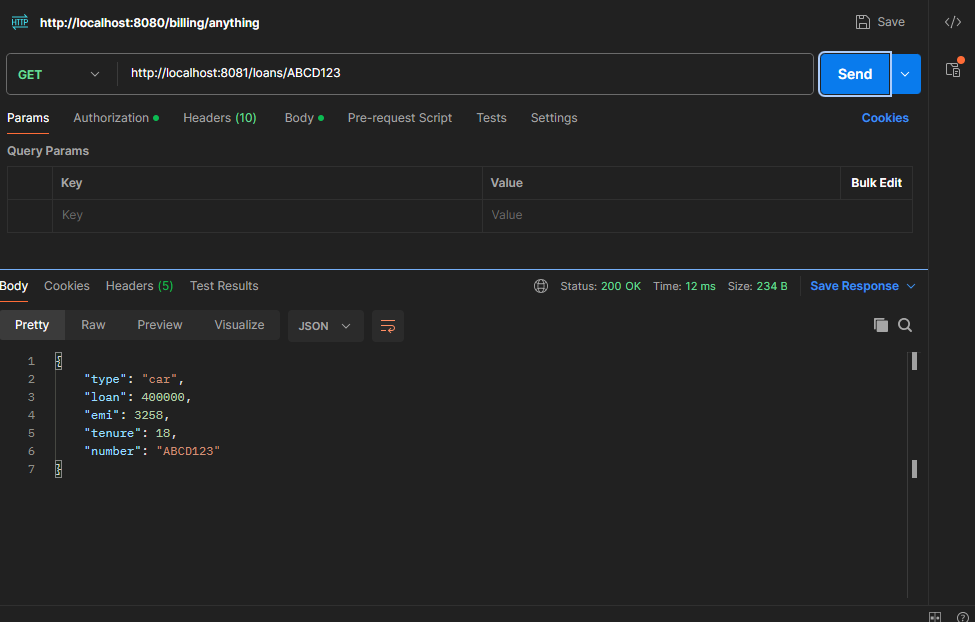 HTTP http://localhost:8080/billing/anything Save
GET http://localhost:8081/loans/ABCD123 Send
Params Authorization Headers (10) Body Pre-request Script Tests Settings Cookies
Query Params
Key Value Bulk Edit
Key Value
Body Cookies Headers (5) Test Results Status: 200 OK Time: 12 ms Size: 234 B Save Response
Pretty Raw Preview Visualize JSON
1 {
2 "type": "car",
3 "loan": 400000,
4 "emi": 3258,
5 "tenure": 18,
6 "number": "ABCD123"
7 }